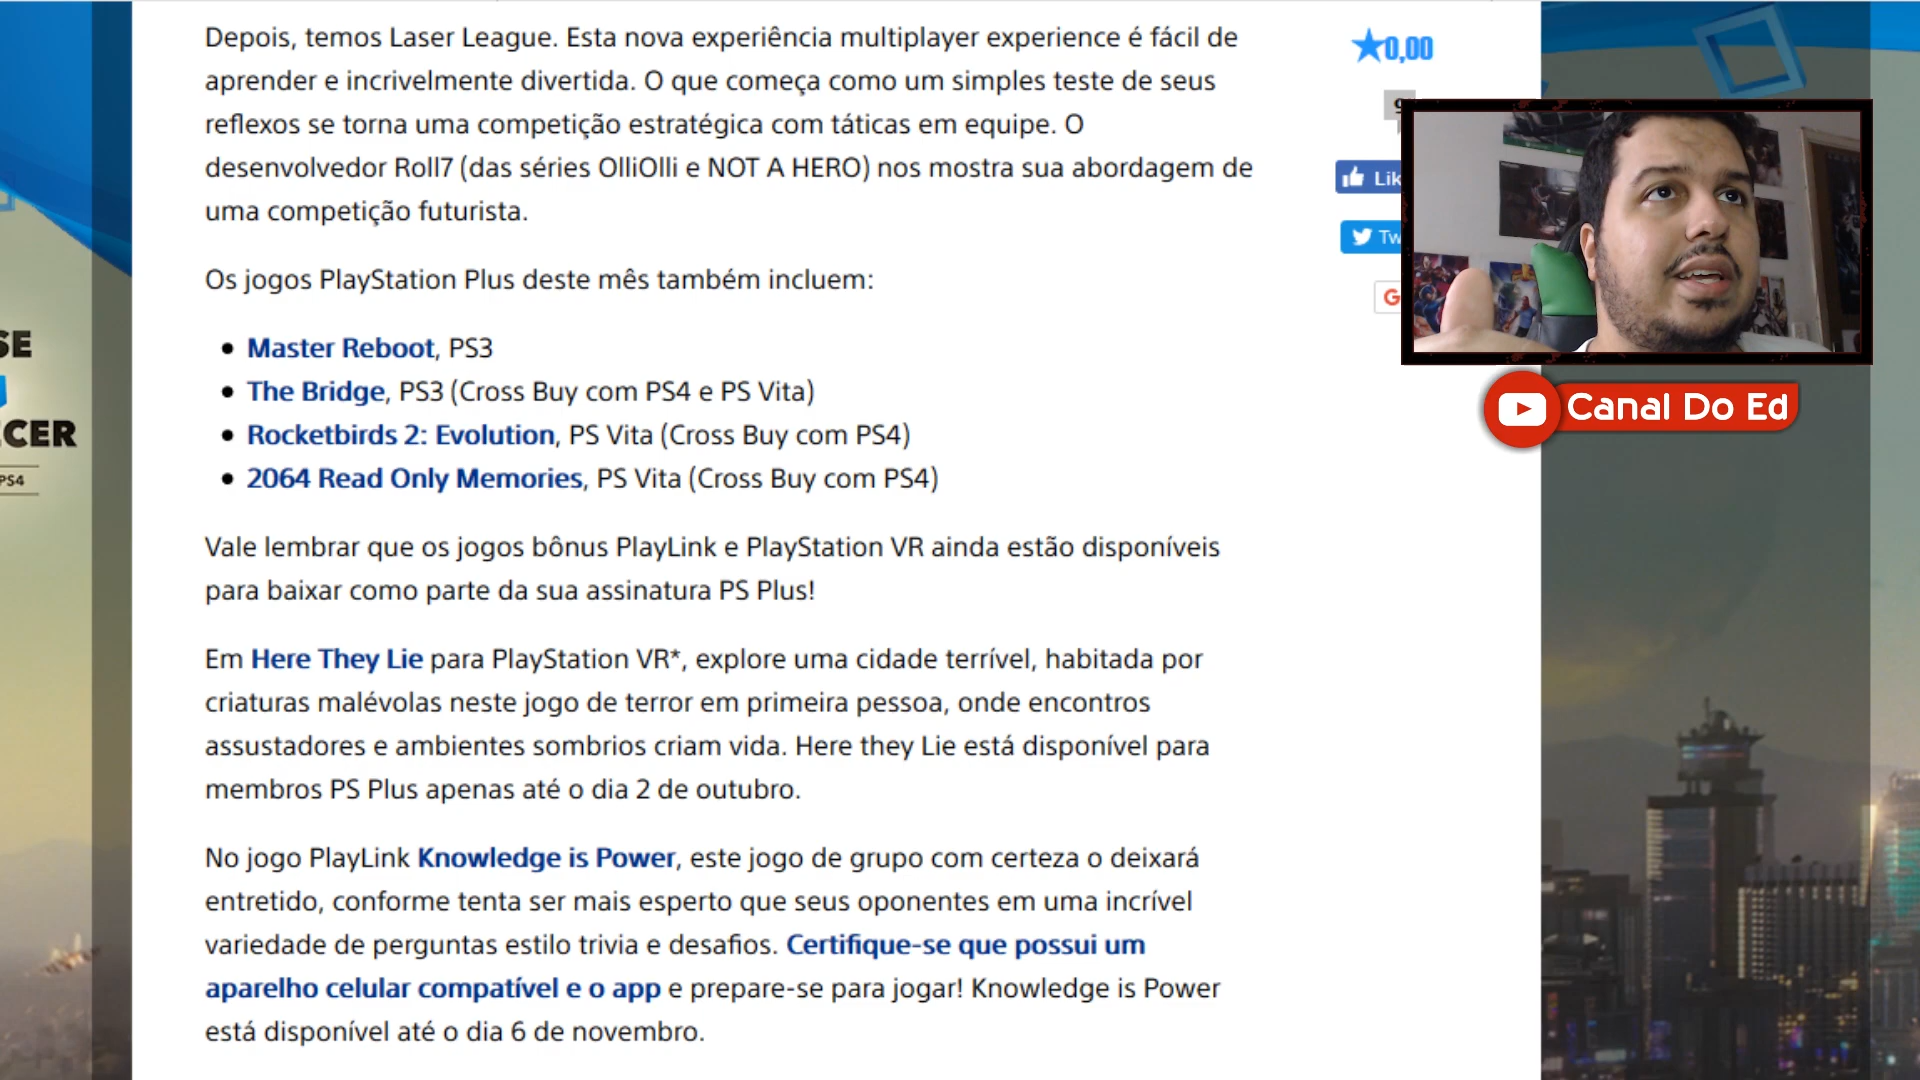 Depois, temos Laser League. Esta nova experiência multiplayer experience é fácil de
aprender e incrivelmente divertida. O que começa como um simples teste de seus
reflexos se torna uma competição estratégica com táticas em equipe. O
desenvolvedor Roll7 (das séries OlliOlli e NOT A HERO) nos mostra sua abordagem de
uma competição futurista.
Os jogos PlayStation Plus deste mês também incluem:
• Master Reboot, PS3
• The Bridge, PS3 (Cross Buy com PS4 e PS Vita)
• Rocketbirds 2: Evolution, PS Vita (Cross Buy com PS4)
• 2064 Read Only Memories, PS Vita (Cross Buy com PS4)
Vale lembrar que os jogos bônus PlayLink e PlayStation VR ainda estão disponíveis
para baixar como parte da sua assinatura PS Plus!
Em Here They Lie para PlayStation VR*, explore uma cidade terrível, habitada por
criaturas malévolas neste jogo de terror em primeira pessoa, onde encontros
assustadores e ambientes sombrios criam vida. Here they Lie está disponível para
membros PS Plus apenas até o dia 2 de outubro.
No jogo PlayLink Knowledge is Power, este jogo de grupo com certeza o deixará
entretido, conforme tenta ser mais esperto que seus oponentes em uma incrível
variedade de perguntas estilo trivia e desafios. Certifique-se que possui um
aparelho celular compatível e o app e prepare-se para jogar! Knowledge is Power
está disponível até o dia 6 de novembro.
0,00
Lik
Tw
G
Canal Do Ed
SE
CER
PS4